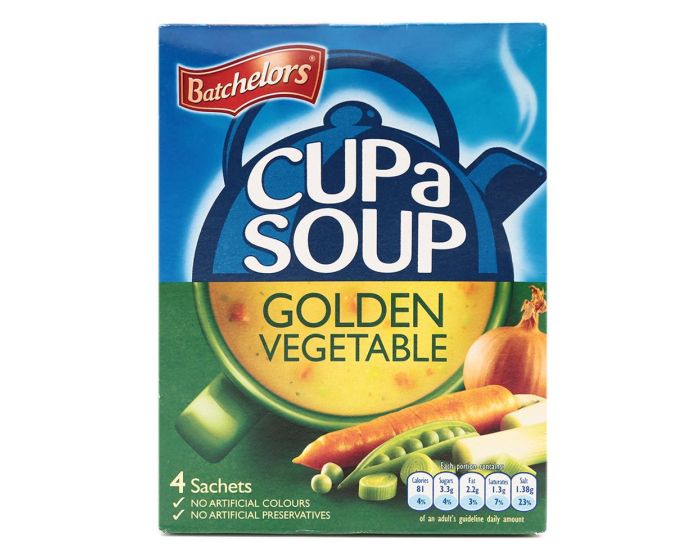 Batchelors
CUPa
SOUP
GOLDEN
VEGETABLE
4 Sachets
✓ NO ARTIFICIAL COLOURS
✓ NO ARTIFICIAL PRESERVATIVES
Each portion contains
Calories Sugars Fat Saturates Salt
81 3.3g 2.2g 1.3g 1.38g
4% 4% 3% 7% 23%
of an adult's guideline daily amount